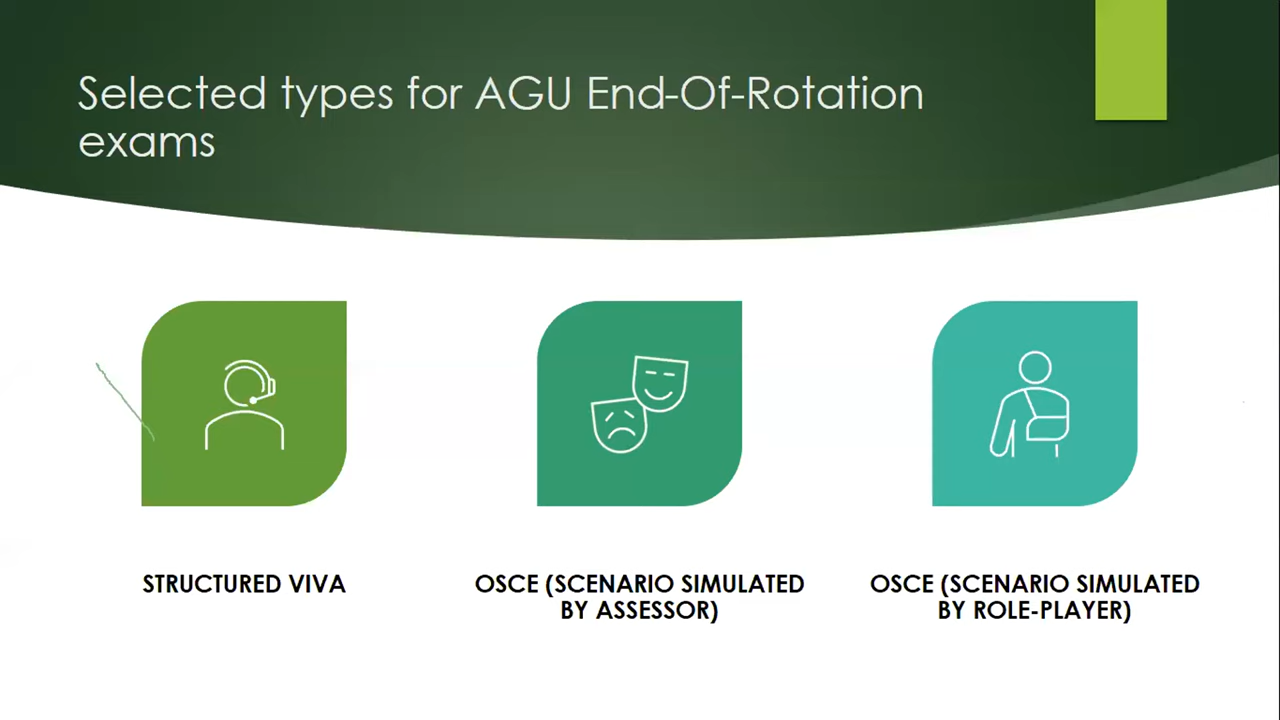 Selected types for AGU End-Of-Rotation
exams
STRUCTURED VIVA
OSCE (SCENARIO SIMULATED
BY ASSESSOR)
OSCE (SCENARIO SIMULATED
BY ROLE-PLAYER)